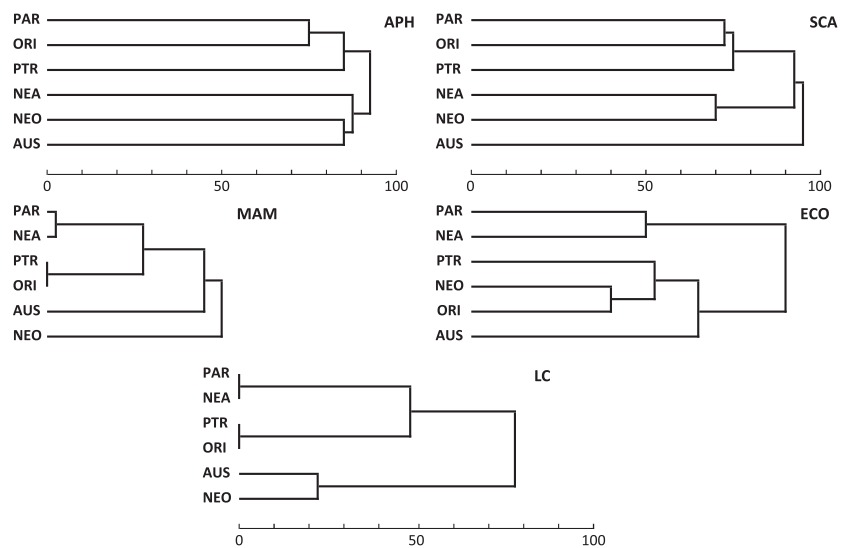 PAR
ORI
PTR
NEA
NEO
AUS
APH
0 50 100
PAR
ORI
PTR
NEA
NEO
AUS
SCA
0 50 100
PAR
NEA
PTR
ORI
AUS
NEO
MAM
PAR
NEA
PTR
NEO
ORI
AUS
ECO
PAR
NEA
PTR
ORI
AUS
NEO
LC
0 50 100